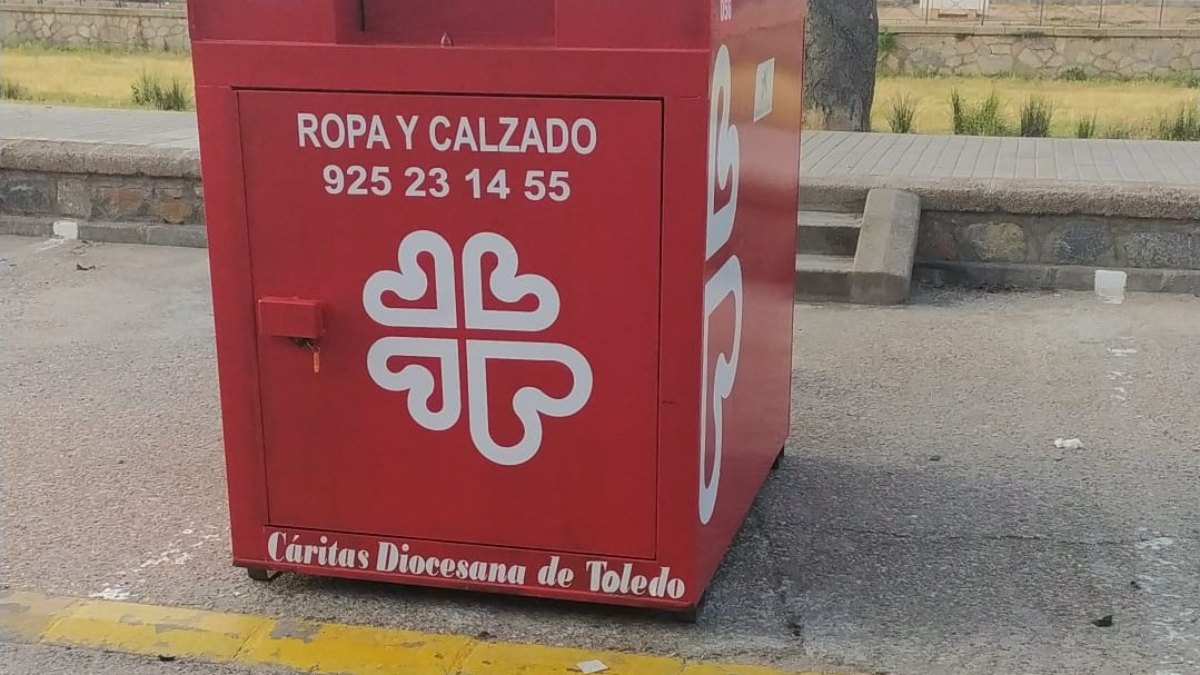 ROPA Y CALZADO
925 23 14 55
Cáritas Diocesana de Toledo